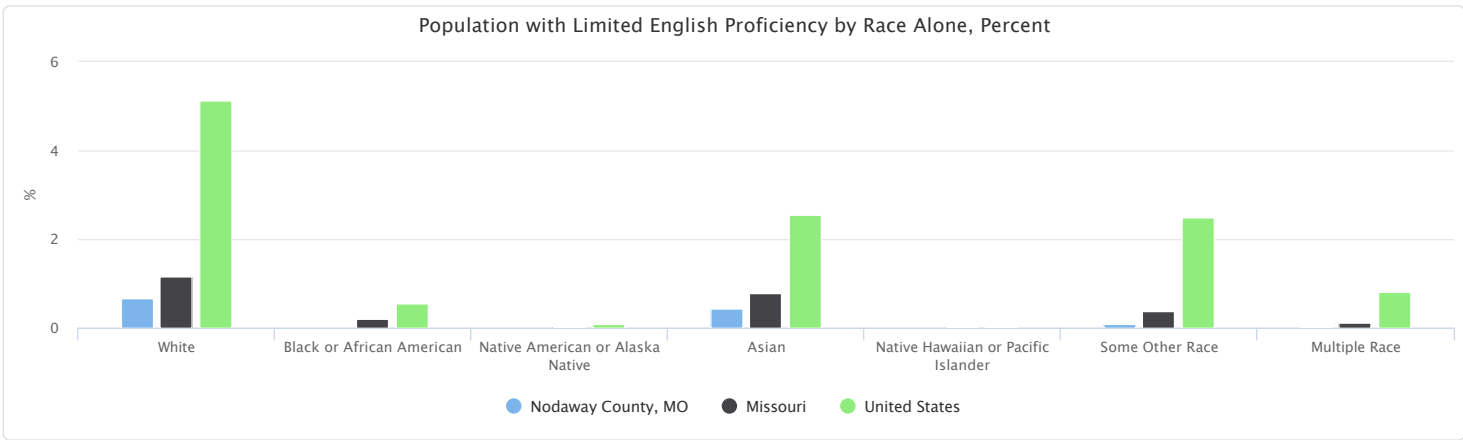 Population with Limited English Proficiency by Race Alone, Percent
6
4
%
2
0
White
Black or African American
Native American or Alaska
Native
Asian
Native Hawaiian or Pacific
Islander
Some Other Race
Multiple Race
Nodaway County, MO
Missouri
United States